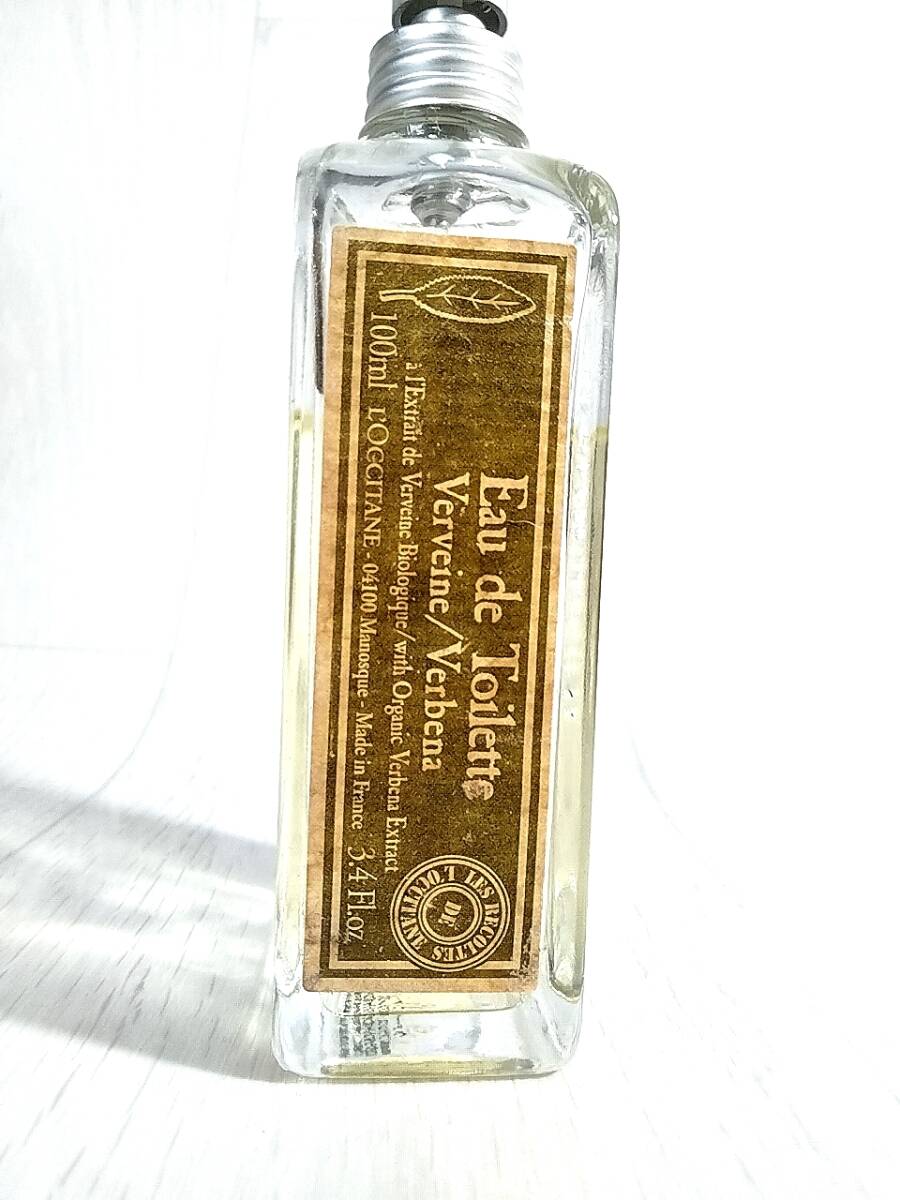 Eau de Toilette
Verveine/Verbena
à l'Extrait de Verveine Biologique/with Organic Verbena Extract
100ml L'OCCITANE - 04100 Manosque - Made in France 3.4 Fl.oz
LES RECOLTES
DE
L'OCCITANE